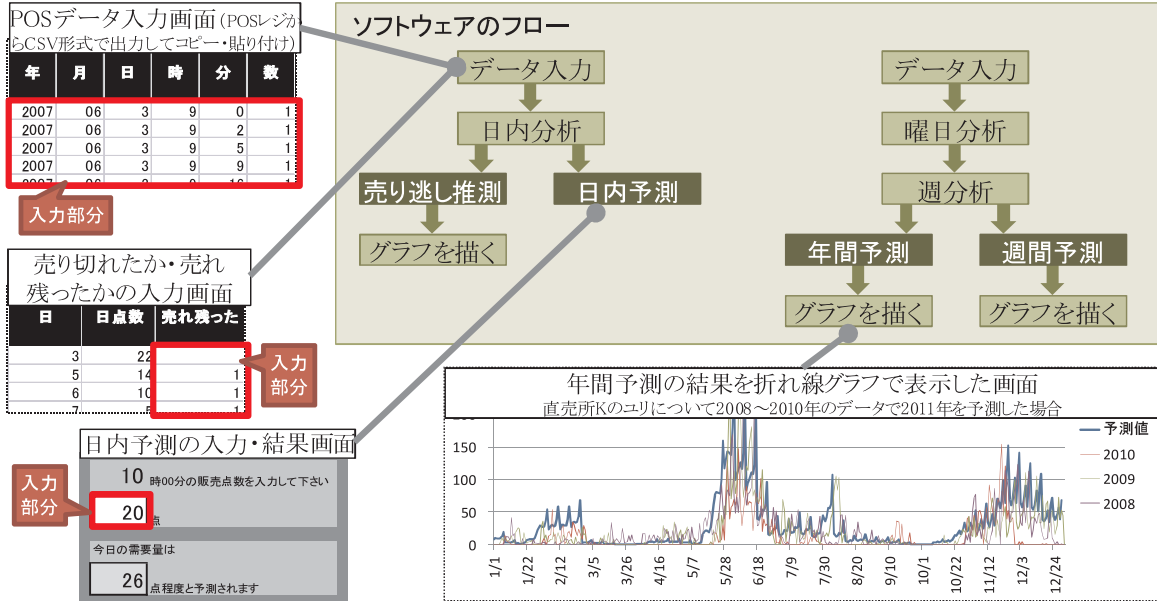 POSデータ入力画面(POSレジか
らCSV形式で出力してコピー・貼り付け)
年 月 日 時 分 数
2007 06 3 9 0 1
2007 06 3 9 2 1
2007 06 3 9 5 1
2007 06 3 9 9 1
2007 06 3 9 16 1
入力部分
売り切れたか・売れ
残ったかの入力画面
日 日点数 売れ残った
3 22
5 14 1
6 10 1
7 5 1
入力
部分
日内予測の入力・結果画面
入力
部分
10 時00分の販売点数を入力して下さい
20 点
今日の需要量は
26 点程度と予測されます
ソフトウェアのフロー
データ入力
日内分析
売り逃し推測 日内予測
グラフを描く
データ入力
曜日分析
週分析
年間予測 週間予測
グラフを描く グラフを描く
年間予測の結果を折れ線グラフで表示した画面
直売所Kのユリについて2008～2010年のデータで2011年を予測した場合
200
150
100
50
0
1/1 1/22 2/12 3/5 3/26 4/16 5/7 5/28 6/18 7/9 7/30 8/20 9/10 10/1 10/22 11/12 12/3 12/24
予測値
2010
2009
2008